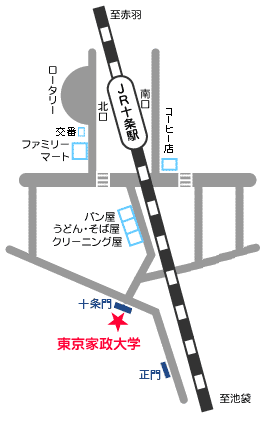 至赤羽
ロータリー
北口
JR十条駅
南口
コーヒー店
交番
ファミリー
マート
パン屋
うどん・そば屋
クリーニング屋
十条門
東京家政大学
正門
至池袋